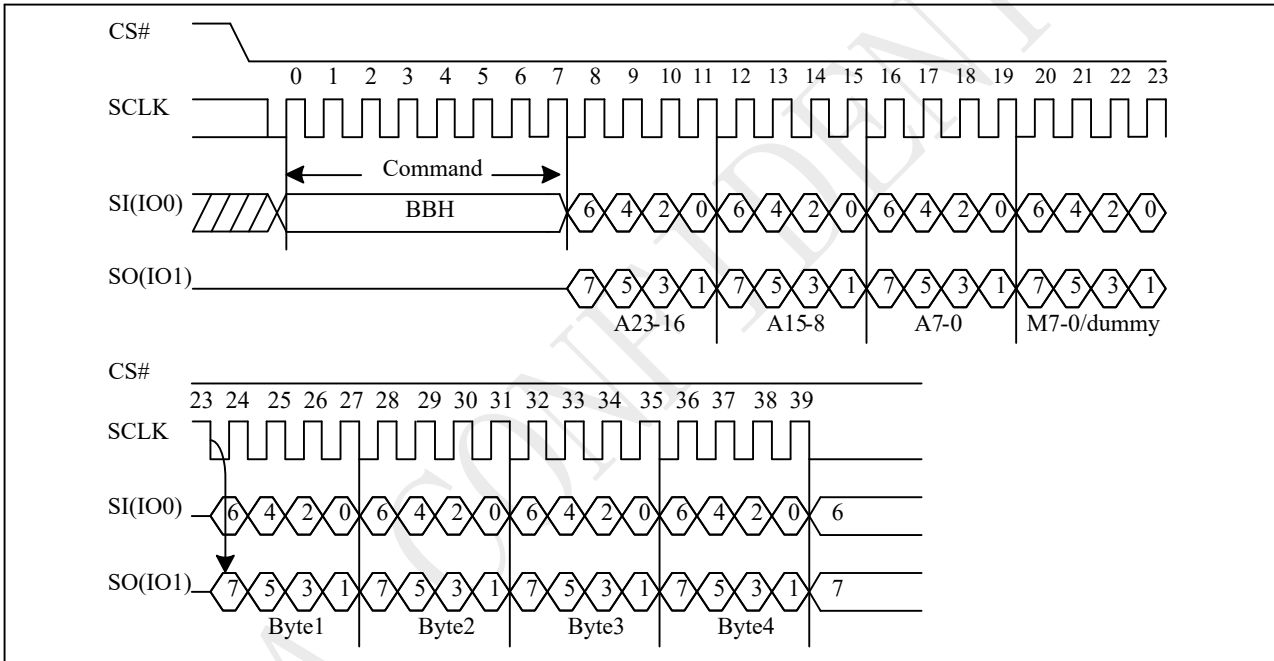 CS#
0 1 2 3 4 5 6 7 8 9 10 11 12 13 14 15 16 17 18 19 20 21 22 23
SCLK
Command
SI(IO0) BBH 6 4 2 0 6 4 2 0 6 4 2 0 6 4 2 0
SO(IO1) 7 5 3 1 7 5 3 1 7 5 3 1 7 5 3 1
A23-16 A15-8 A7-0 M7-0/dummy
CS#
23 24 25 26 27 28 29 30 31 32 33 34 35 36 37 38 39
SCLK
SI(IO0) 6 4 2 0 6 4 2 0 6 4 2 0 6 4 2 0 6
SO(IO1) 7 5 3 1 7 5 3 1 7 5 3 1 7 5 3 1 7
Byte1 Byte2 Byte3 Byte4